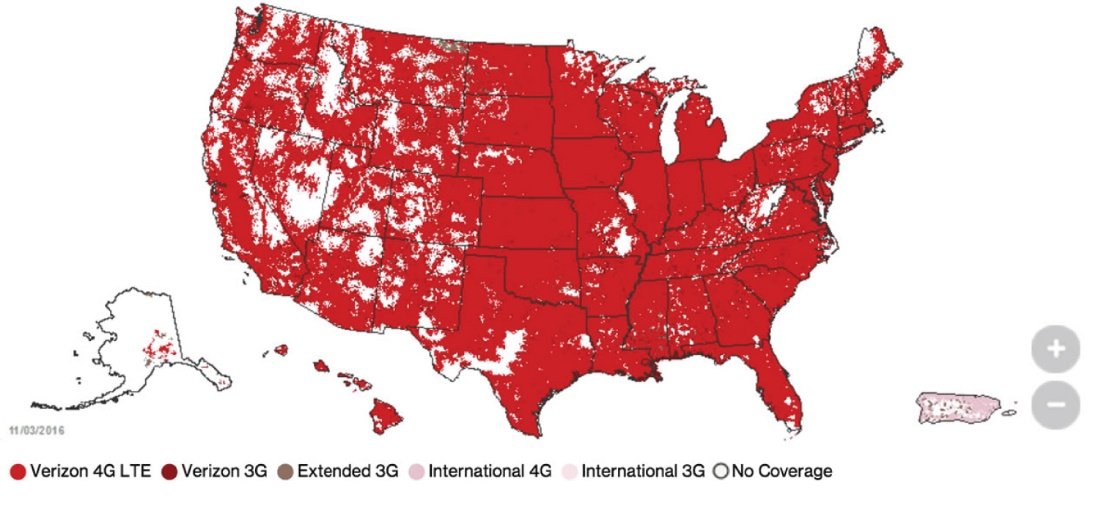 +
−
11/03/2016
Verizon 4G LTE Verizon 3G Extended 3G International 4G International 3G No Coverage